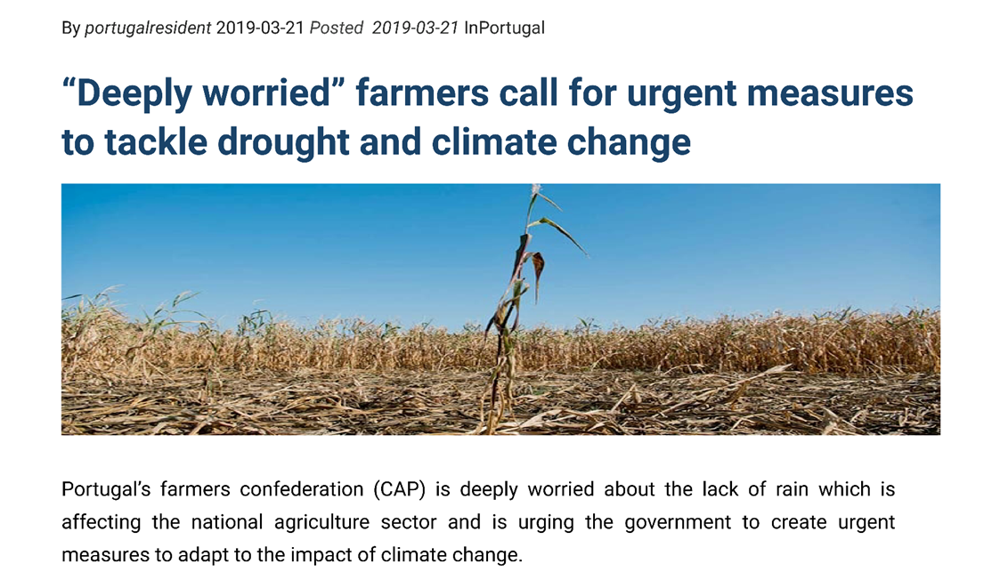 By portugalresident 2019-03-21 Posted 2019-03-21 InPortugal
“Deeply worried” farmers call for urgent measures
to tackle drought and climate change
Portugal’s farmers confederation (CAP) is deeply worried about the lack of rain which is
affecting the national agriculture sector and is urging the government to create urgent
measures to adapt to the impact of climate change.